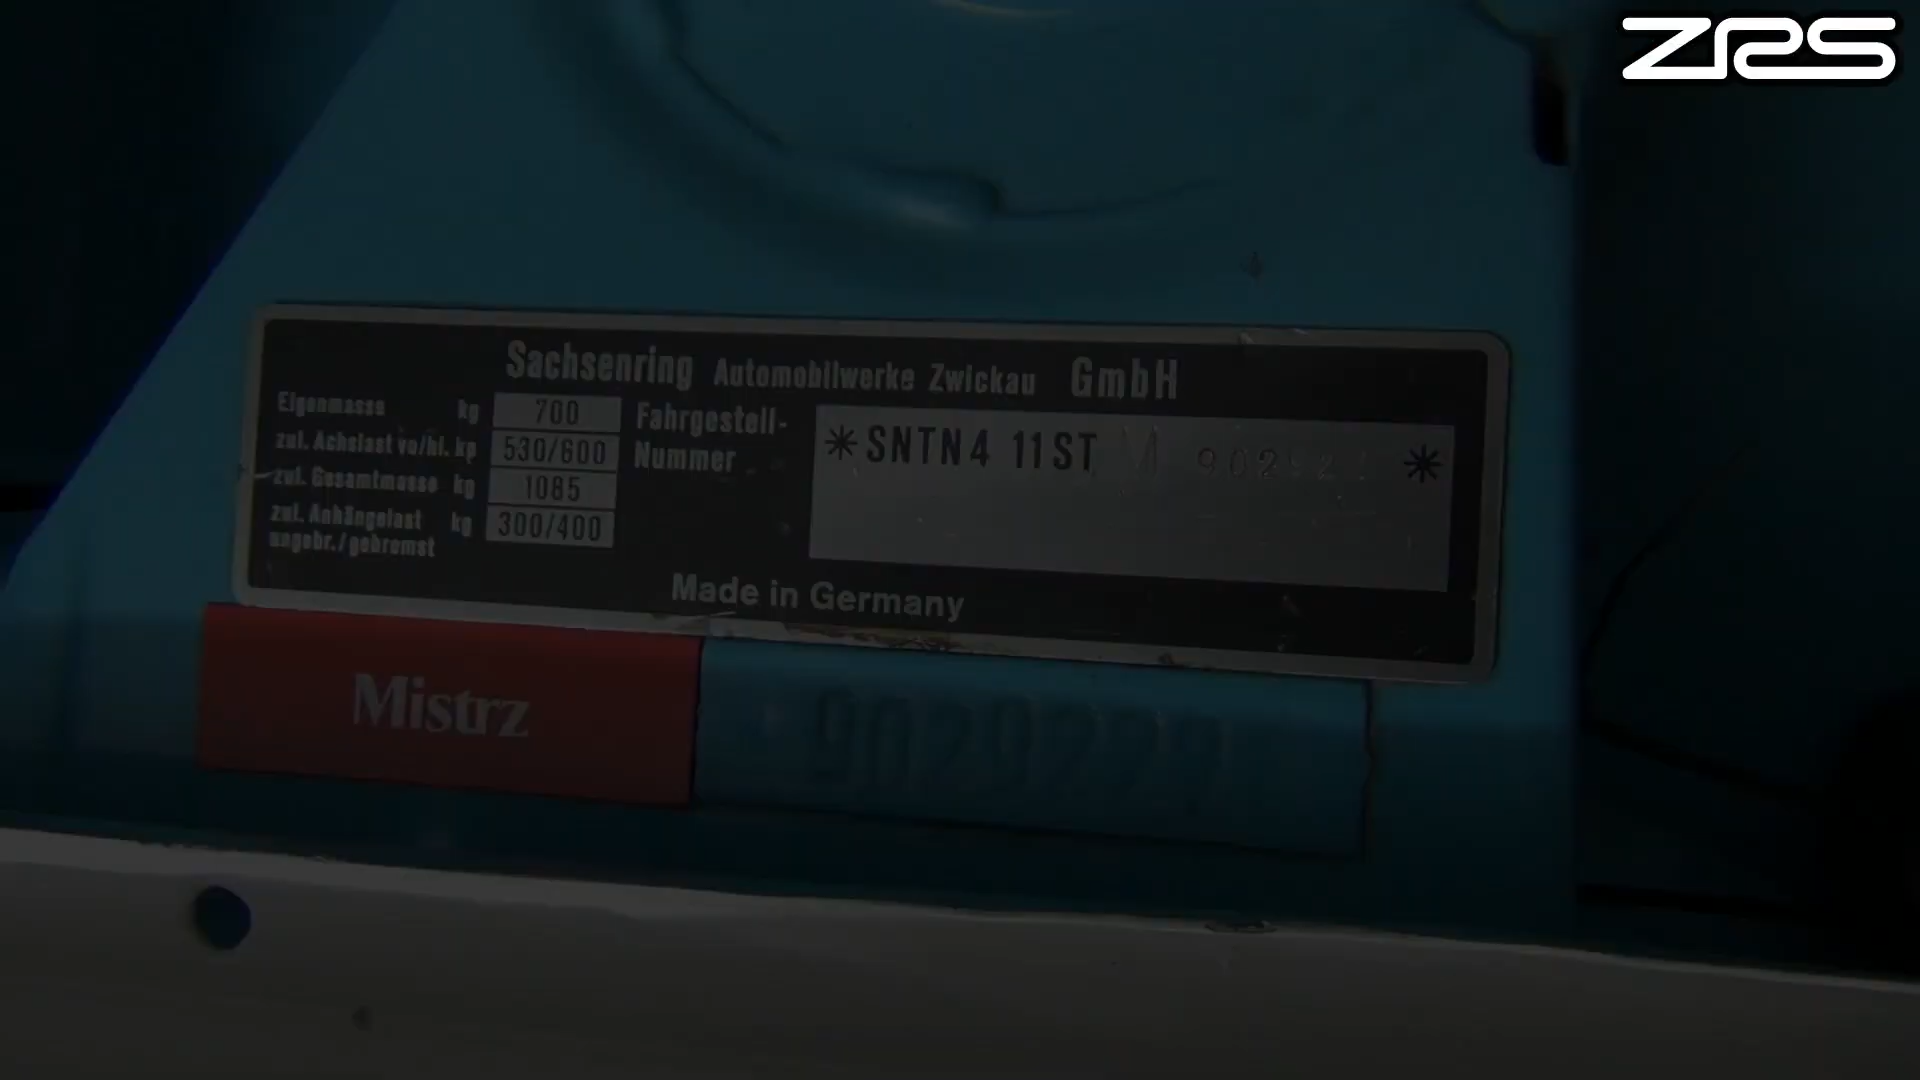 ZRS
Sachsenring Automobilwerke Zwickau GmbH
Eigenmasse kg 700
zul. Achslast vo/hi. kp 530/600
zul. Gesamtmasse kg 1085
zul. Anhängelast kg 300/400
ungebr./gebremst
Fahrgestell-
Nummer
*SNTN4 11ST
*
Made in Germany
Mistrz